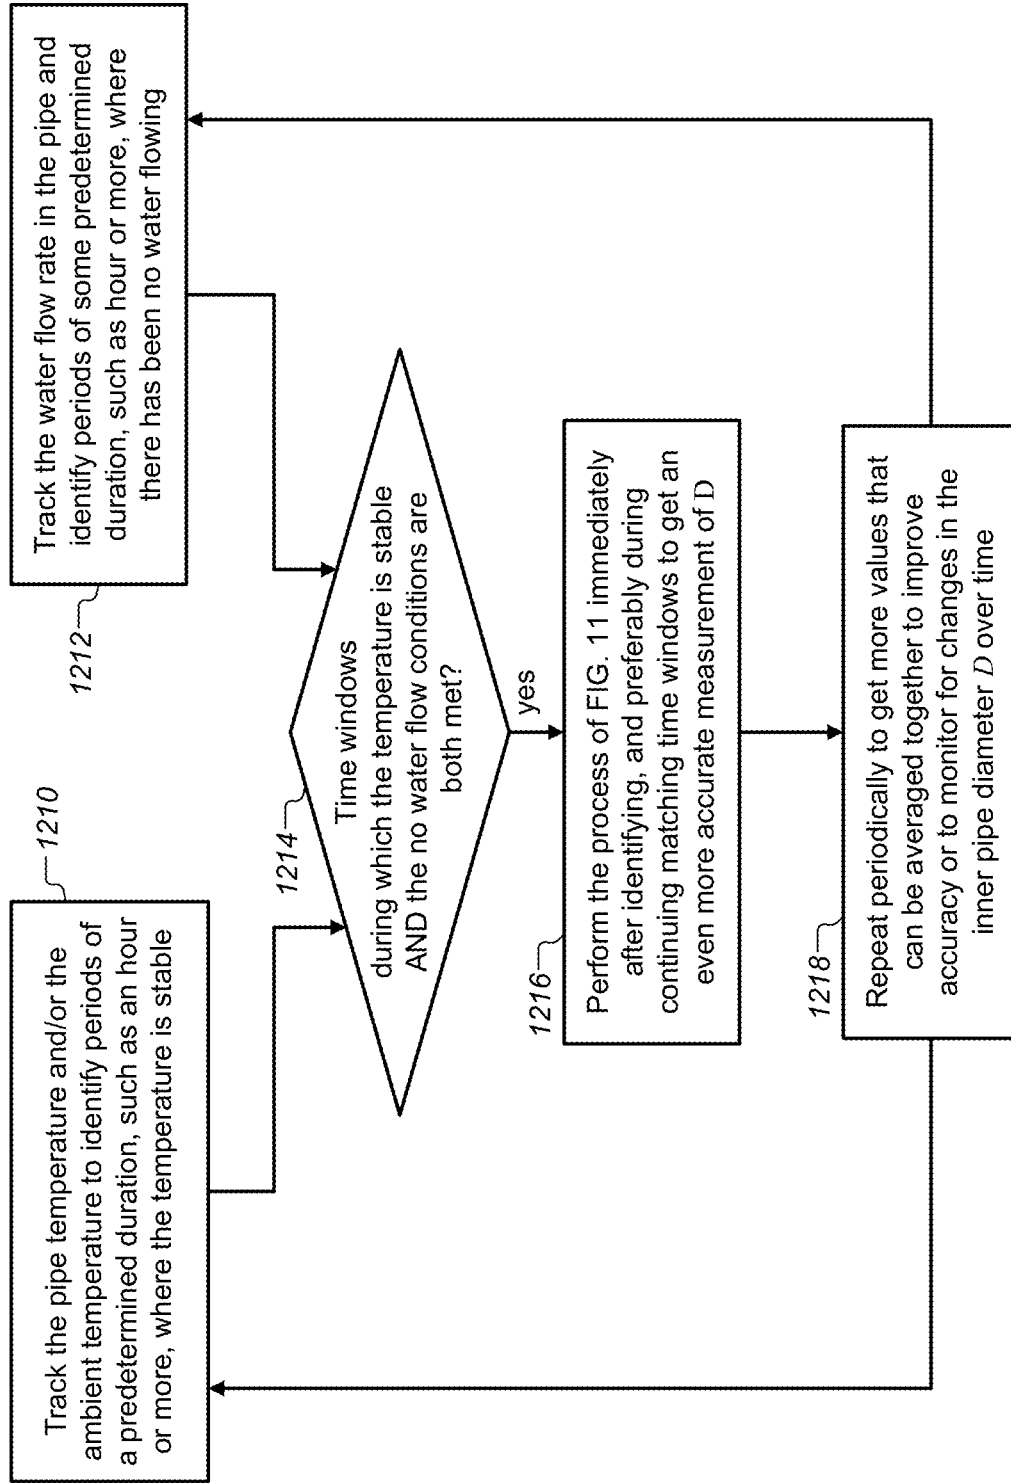 1210
Track the pipe temperature and/or the
ambient temperature to identify periods of
a predetermined duration, such as an hour
or more, where the temperature is stable
1212
Track the water flow rate in the pipe and
identify periods of some predetermined
duration, such as hour or more, where
there has been no water flowing
1214
Time windows
during which the temperature is stable
AND the no water flow conditions are
both met?
yes
1216
Perform the process of FIG. 11 immediately
after identifying, and preferably during
continuing matching time windows to get an
even more accurate measurement of D
1218
Repeat periodically to get more values that
can be averaged together to improve
accuracy or to monitor for changes in the
inner pipe diameter D over time